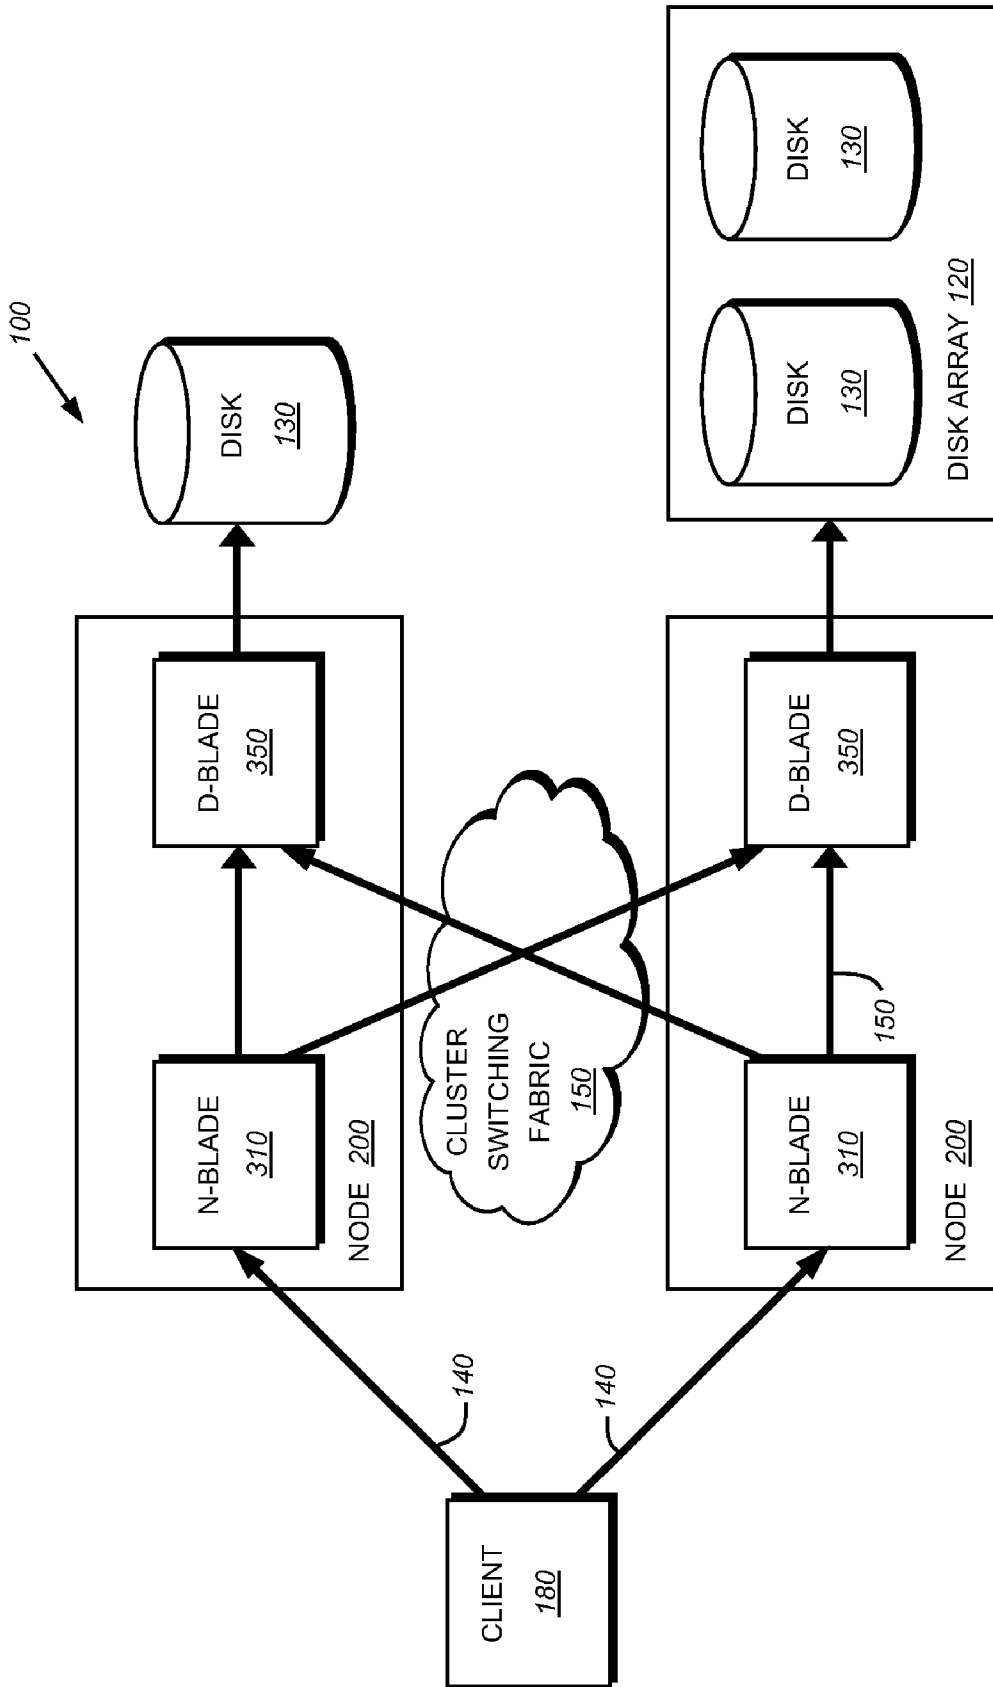 100
CLIENT
180
140
140
N-BLADE
310
NODE 200
D-BLADE
350
DISK
130
CLUSTER
SWITCHING
FABRIC
150
N-BLADE
310
NODE 200
150
D-BLADE
350
DISK
130
DISK
130
DISK ARRAY 120